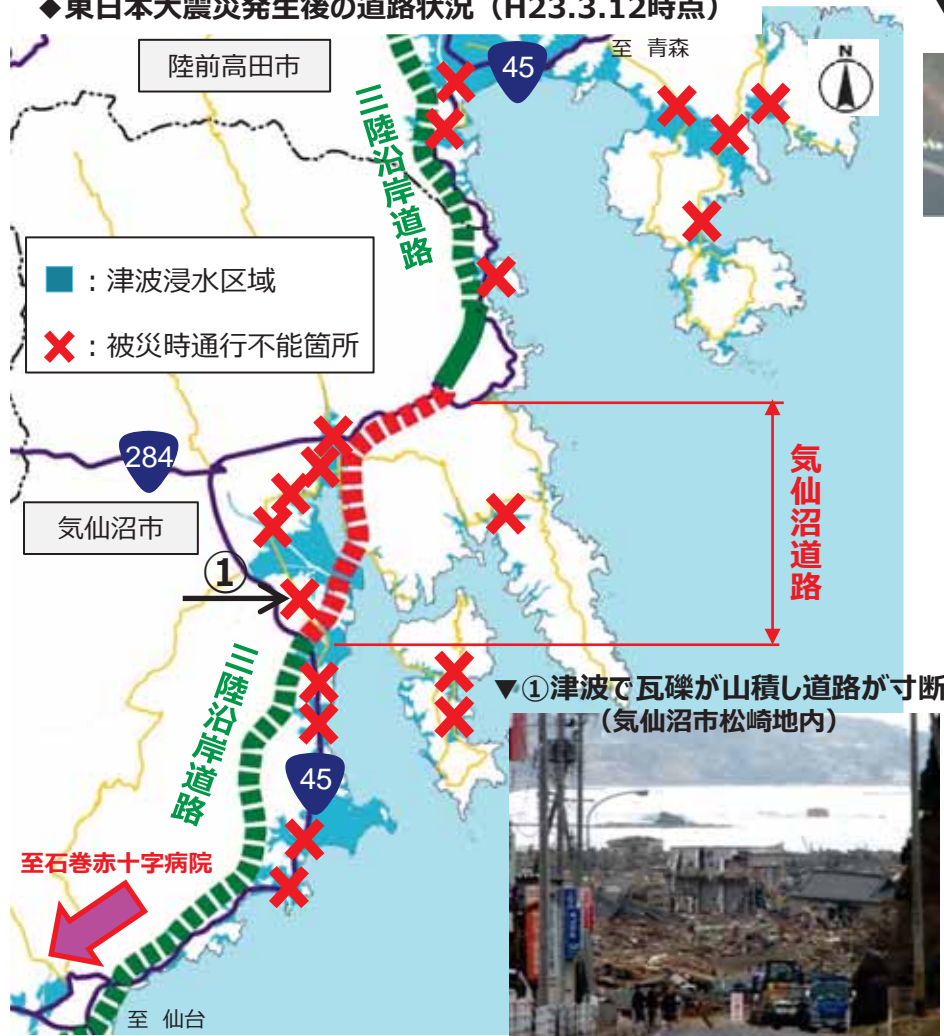 ◆東日本大震災発生後の道路状況（H23.3.12時点）
陸前高田市
45
至 青森
N
三陸沿岸道路
■：津波浸水区域
：被災時通行不能箇所
284
気仙沼市
①
気仙沼道路
三陸沿岸道路
▼①津波で瓦礫が山積し道路が寸断
（気仙沼市松崎地内）
45
至石巻赤十字病院
至 仙台